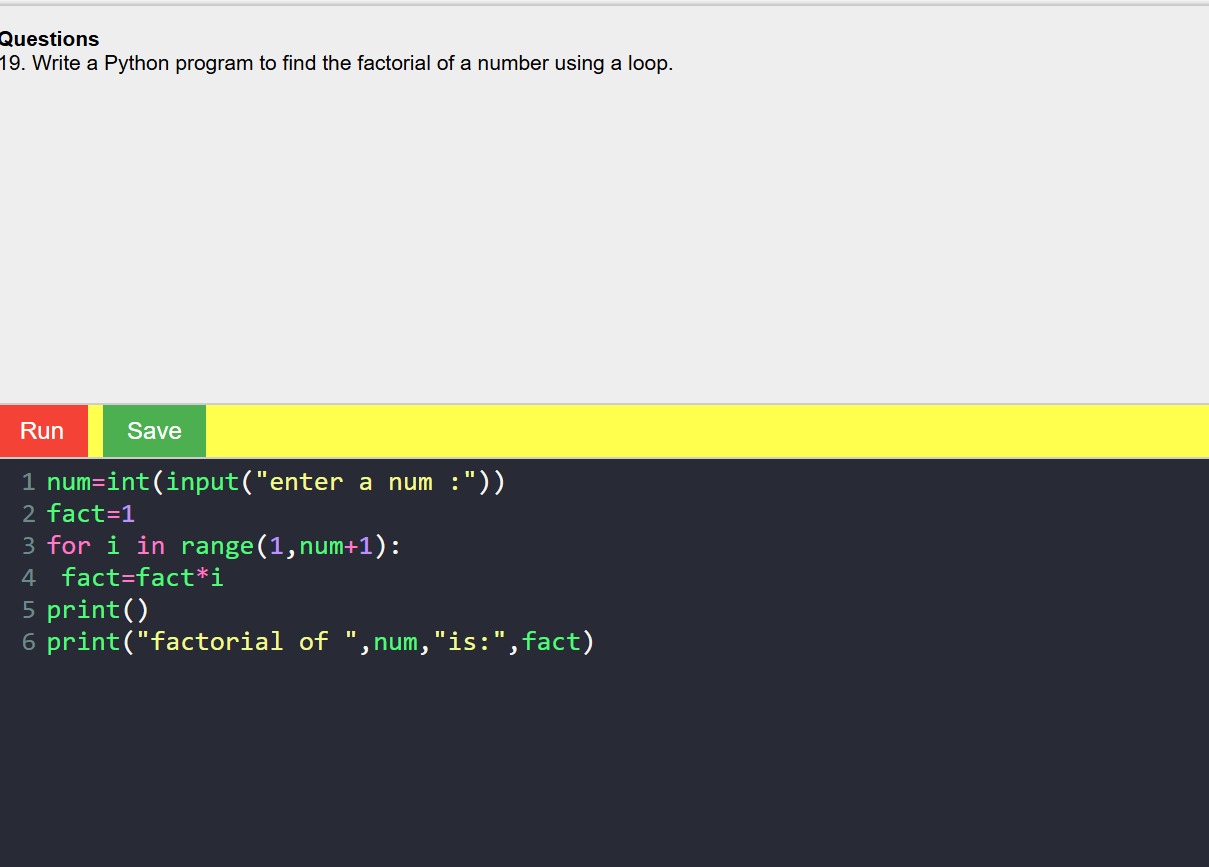 Questions
19. Write a Python program to find the factorial of a number using a loop.
Run Save
1 num=int(input("enter a num :"))
2 fact=1
3 for i in range(1,num+1):
4  fact=fact*i
5 print()
6 print("factorial of ",num,"is:",fact)